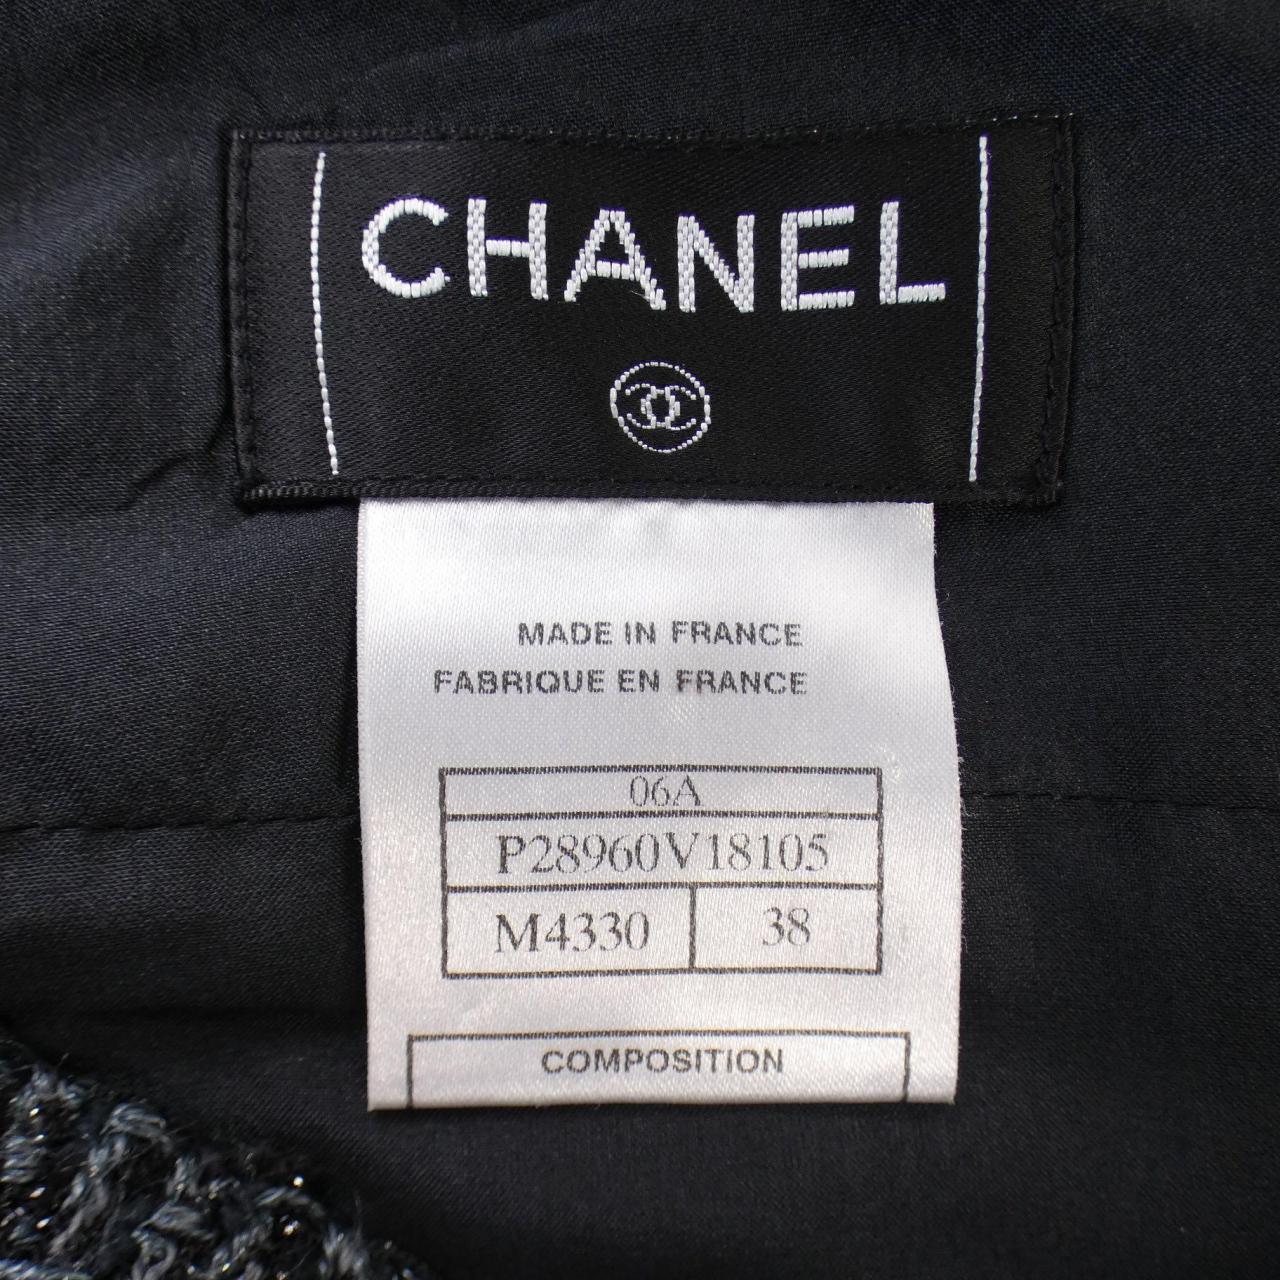 CHANEL
MADE IN FRANCE
FABRIQUE EN FRANCE
06A
P28960V18105
M4330 38
COMPOSITION